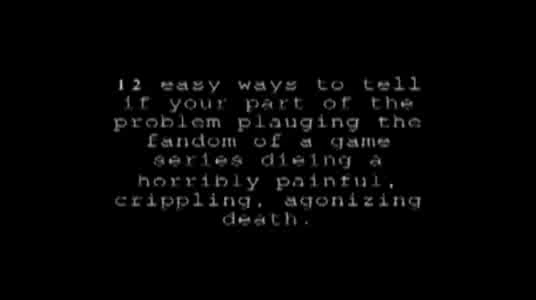 12 easy ways to tell
if your part of the
problem plauging the
fandom of a game
series dieing a
horribly painful,
crippling, agonizing
death.